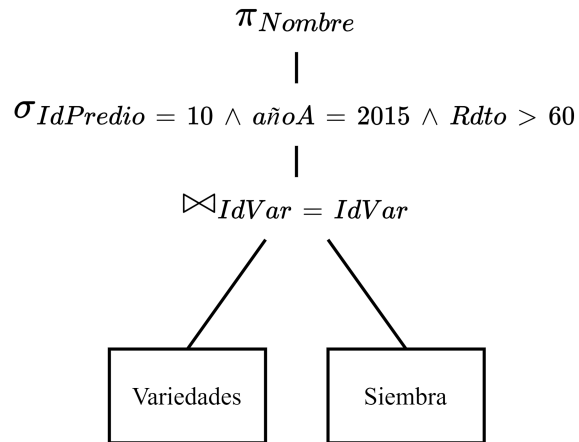 π Nombre
σ IdPredio = 10 ∧ añoA = 2015 ∧ Rdto > 60
⋈ IdVar = IdVar
Variedades Siembra